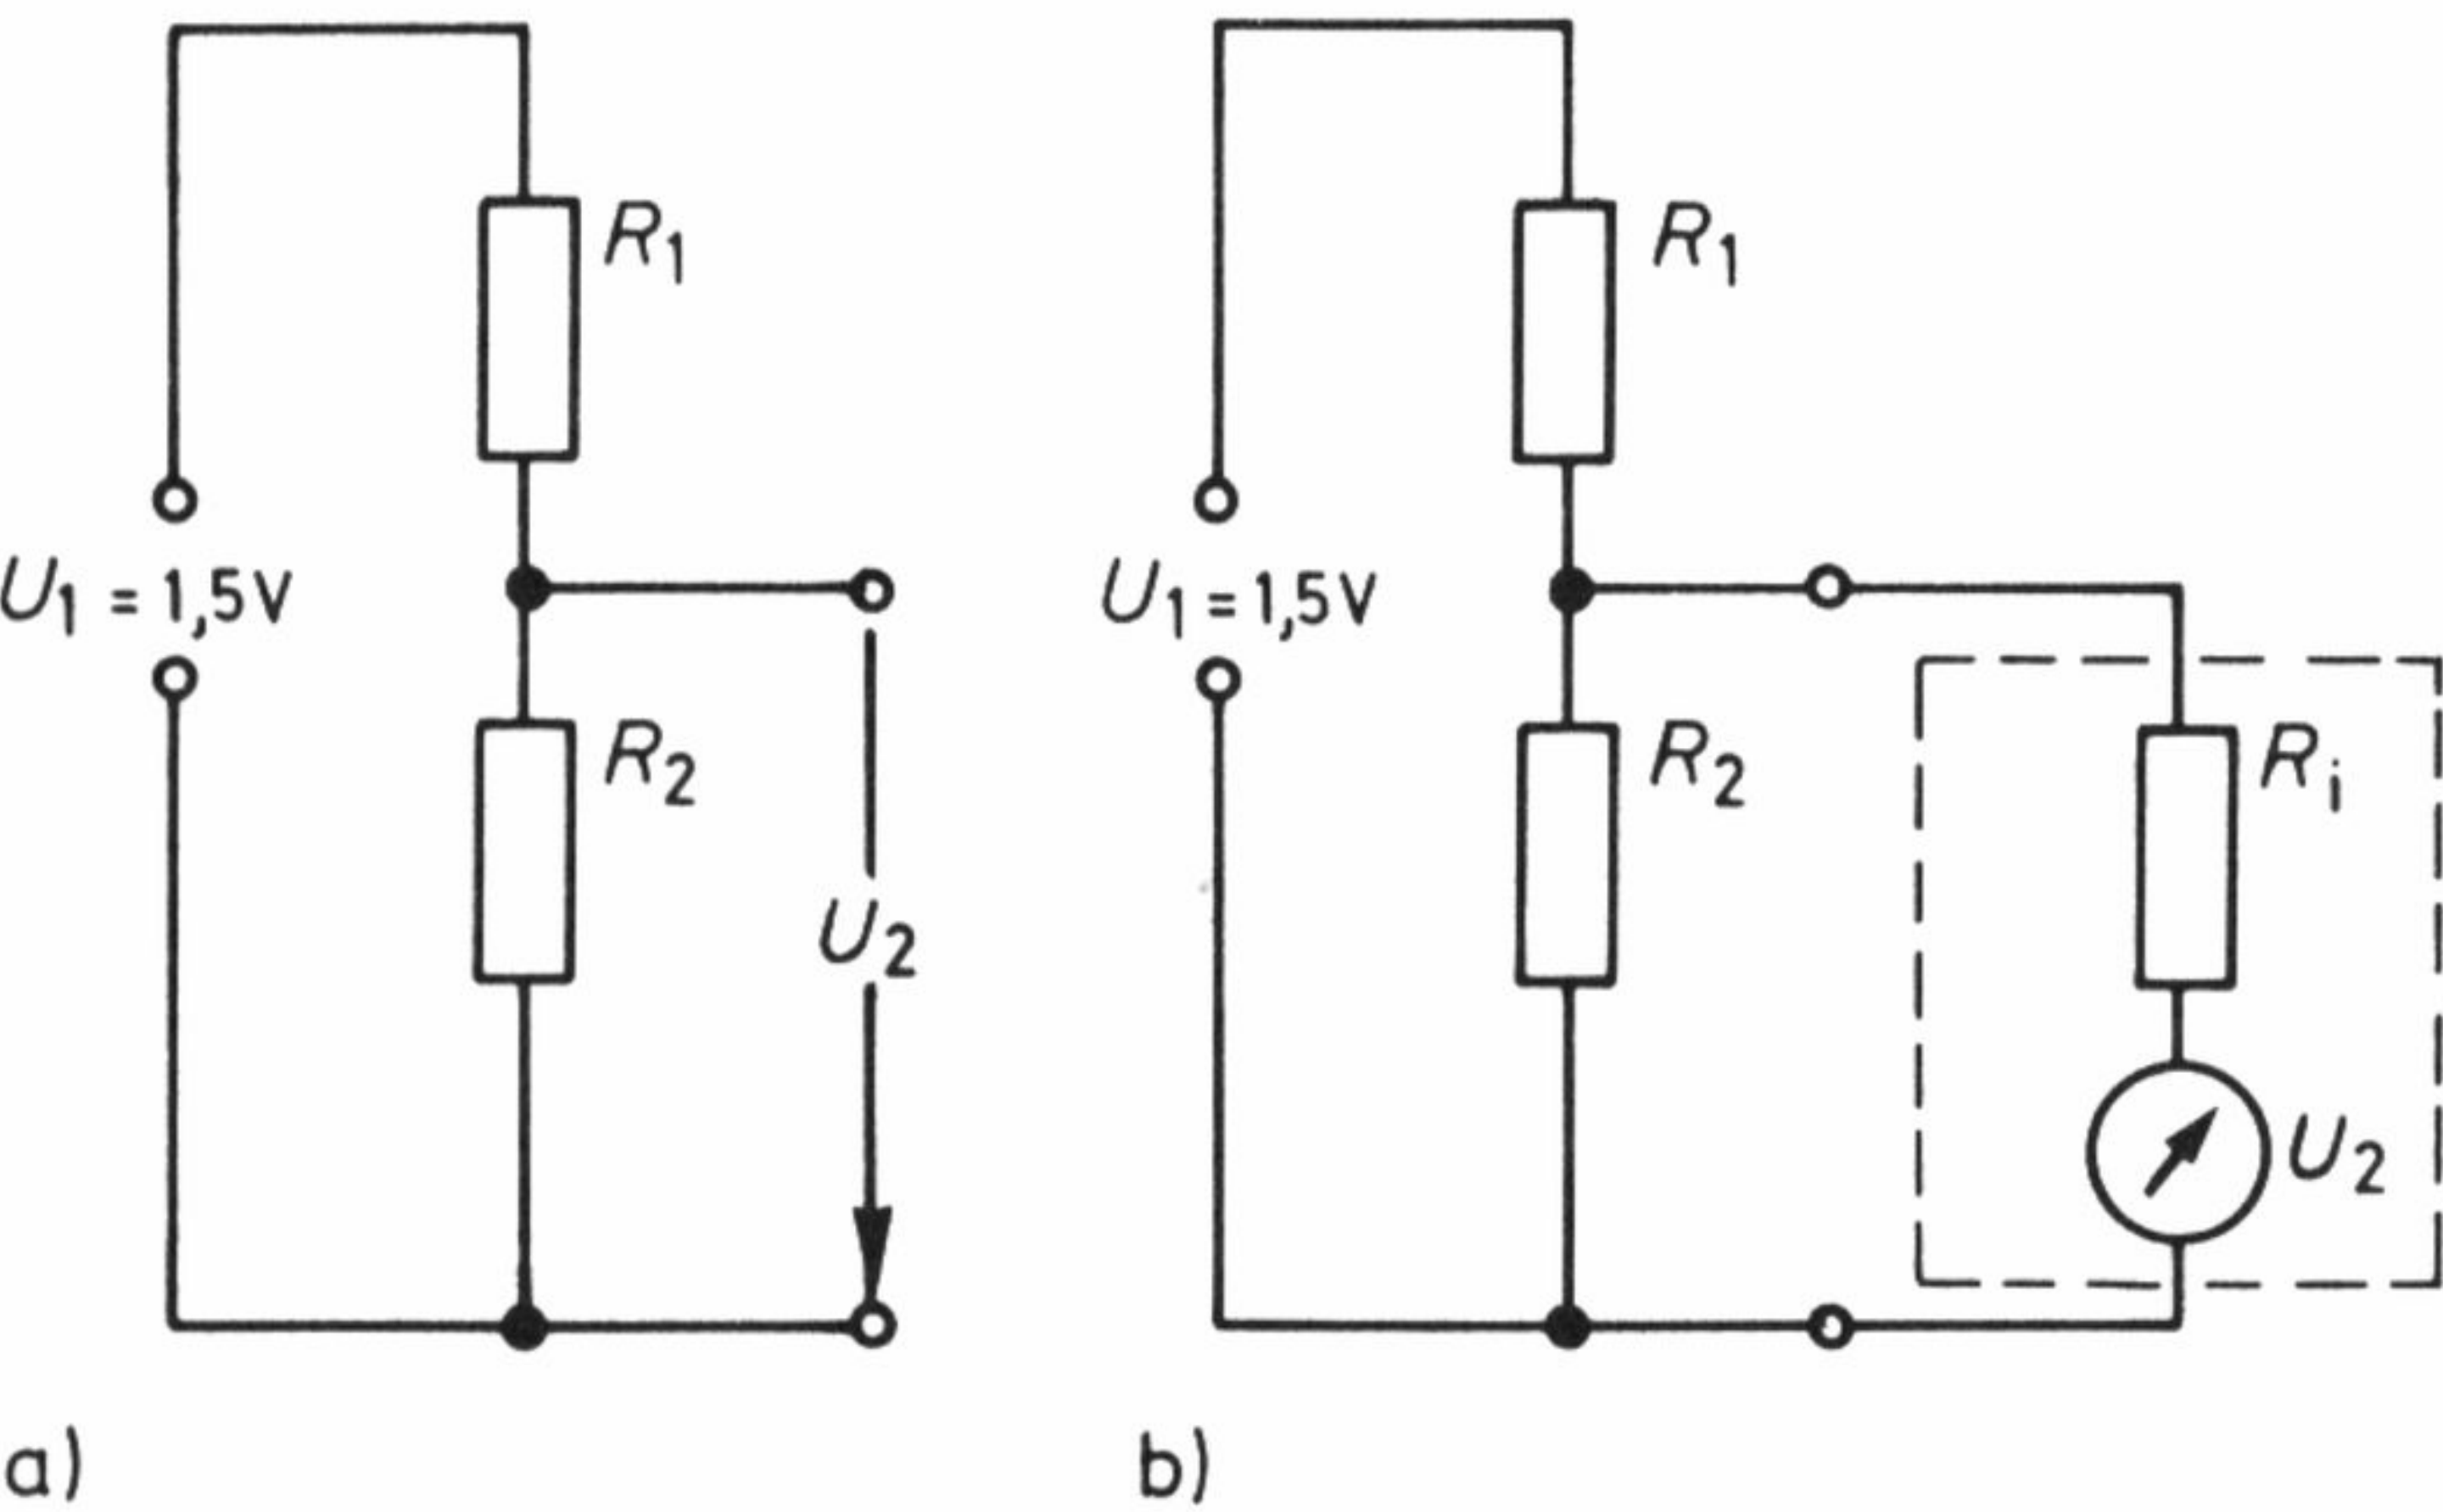 R1
U1 = 1,5V
R2
U2
a)
R1
U1 = 1,5V
R2
Ri
U2
b)